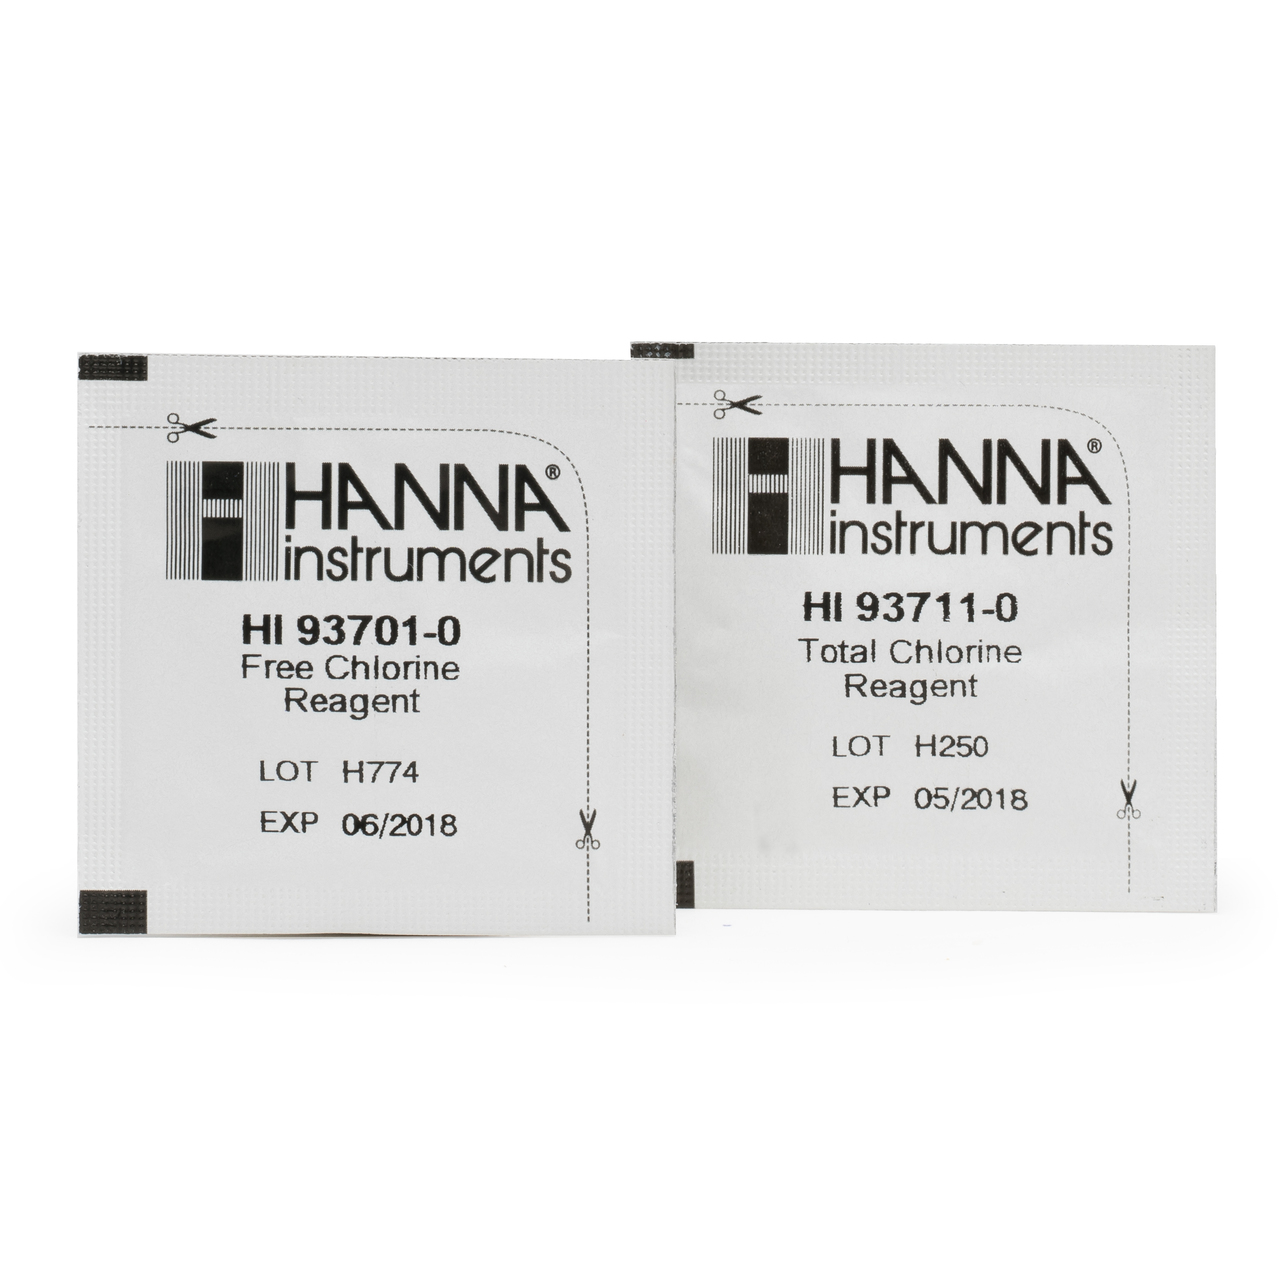 HANNA®
instruments
HI 93701-0
Free Chlorine
Reagent
LOT H774
EXP 06/2018
HANNA®
instruments
HI 93711-0
Total Chlorine
Reagent
LOT H250
EXP 05/2018